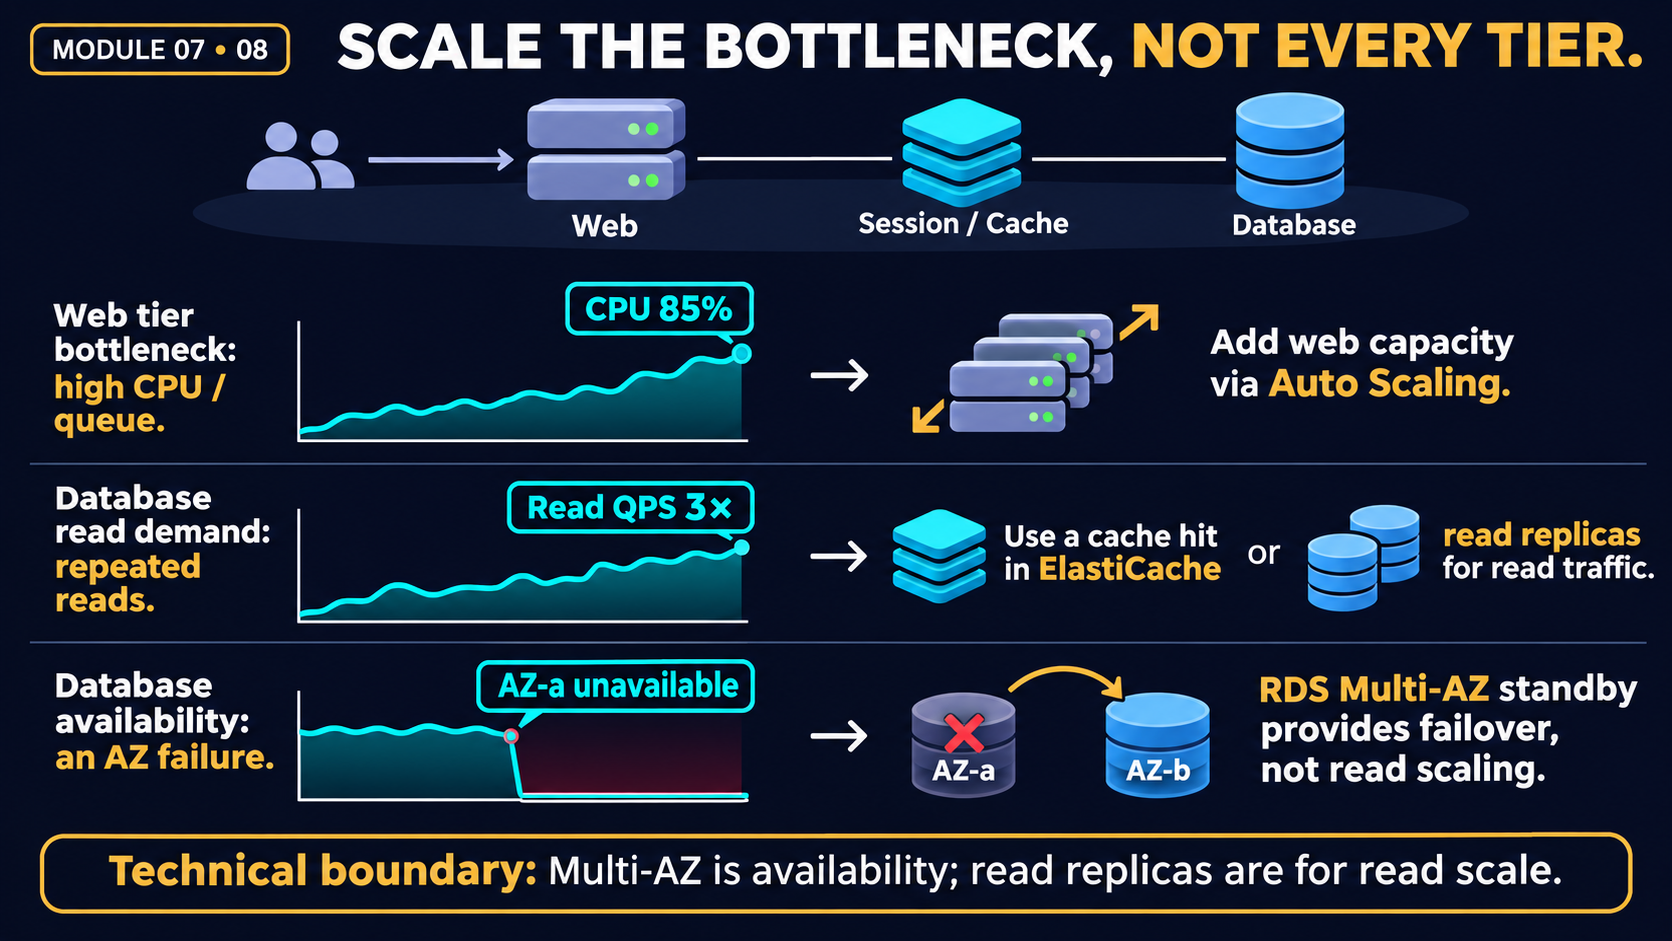 MODULE 07 • 08
SCALE THE BOTTLENECK, NOT EVERY TIER.
Web
Session / Cache
Database
Web tier
bottleneck:
high CPU /
queue.
CPU 85%
Add web capacity
via Auto Scaling.
Database
read demand:
repeated
reads.
Read QPS 3×
Use a cache hit
in ElastiCache
or
read replicas
for read traffic.
Database
availability:
an AZ failure.
AZ-a unavailable
AZ-a
AZ-b
RDS Multi-AZ standby
provides failover,
not read scaling.
Technical boundary: Multi-AZ is availability; read replicas are for read scale.